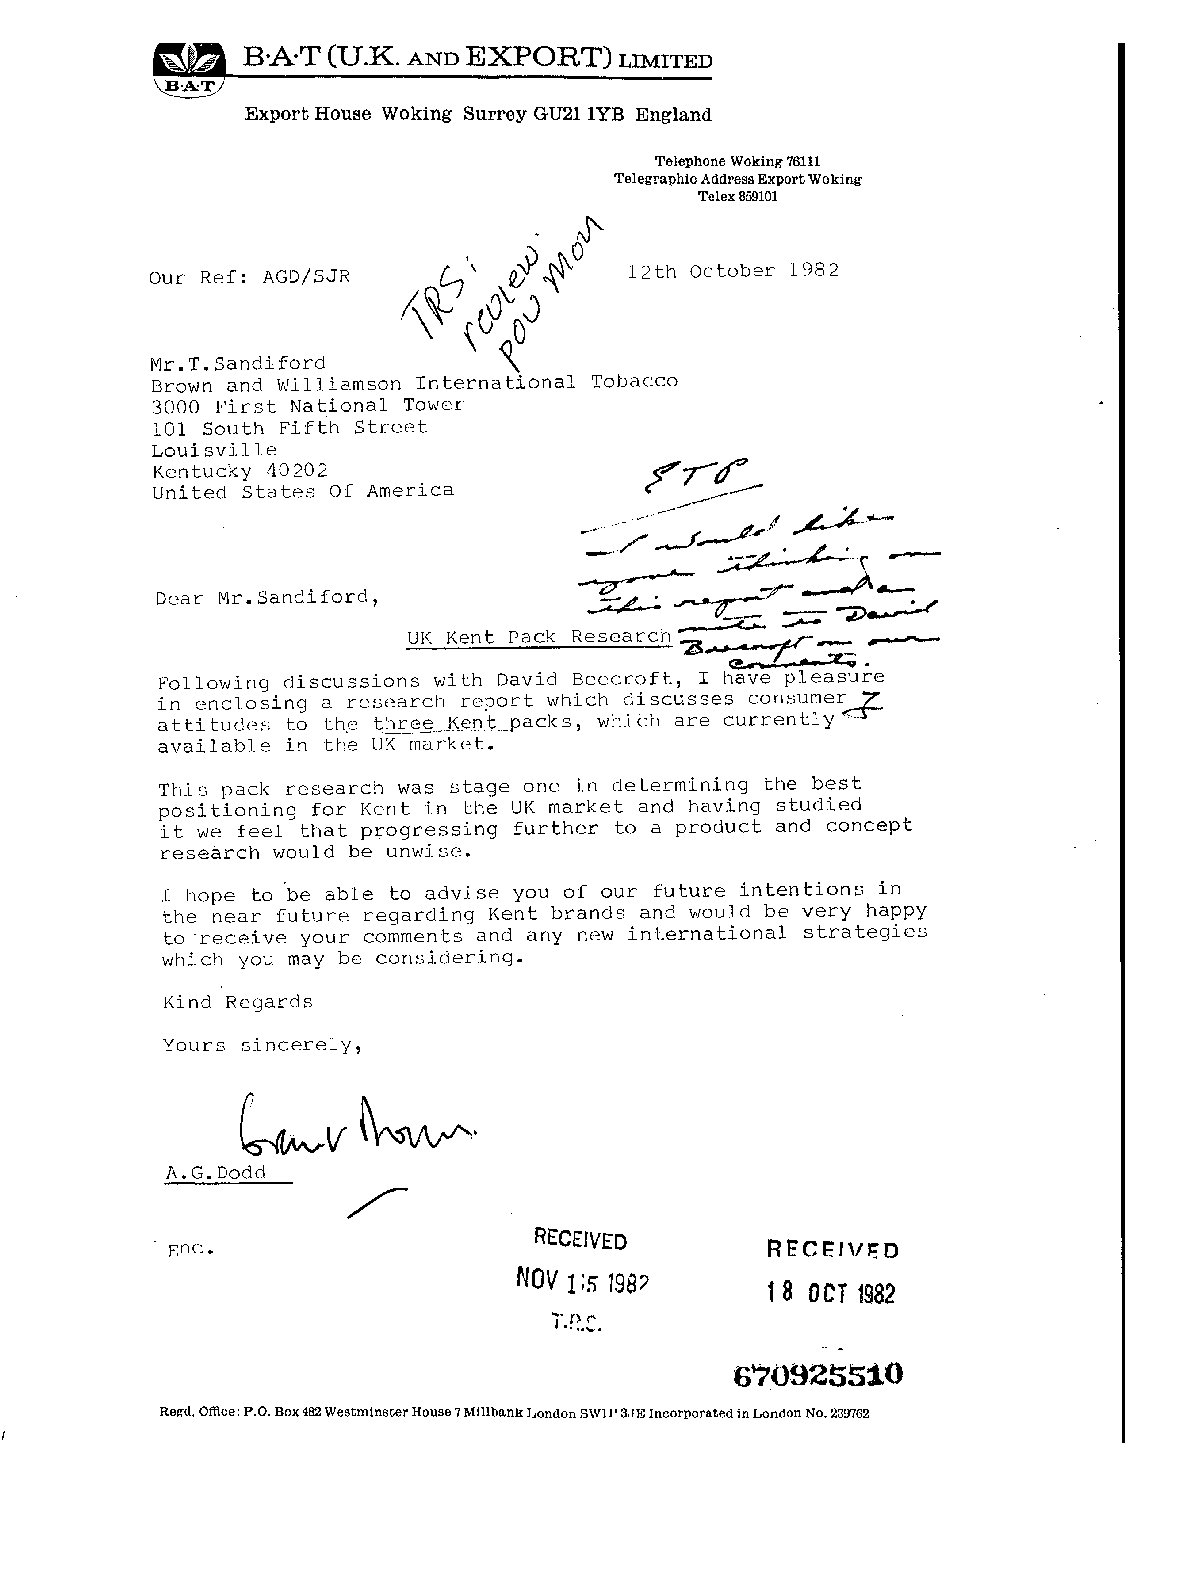 B·A·T (U.K. AND EXPORT) LIMITED
B·A·T
Export House Woking Surrey GU21 1YB England
Telephone Woking 76111
Telegraphic Address Export Woking
Telex 859101
TRS:
review
pow mon
Our Ref: AGD/SJR
12th October 1982
Mr.T.Sandiford
Brown and Williamson International Tobacco
3000 First National Tower
101 South Fifth Street
Louisville
Kentucky 40202
United States Of America
I would like
your thinking on
this report and a
note to David
Beecroft on our
comments.
Dear Mr.Sandiford,
UK Kent Pack Research
Following discussions with David Beecroft, I have pleasure
in enclosing a research report which discusses consumer
attitudes to the three Kent packs, which are currently
available in the UK market.
This pack research was stage one in determining the best
positioning for Kent in the UK market and having studied
it we feel that progressing further to a product and concept
research would be unwise.
I hope to be able to advise you of our future intentions in
the near future regarding Kent brands and would be very happy
to receive your comments and any new international strategies
which you may be considering.
Kind Regards
Yours sincerely,
A.G.Dodd
Enc.
RECEIVED
NOV 15 1982
RECEIVED
18 OCT 1982
670925510
Regd. Office: P.O. Box 482 Westminster House 7 Millbank London SW1P 3JE Incorporated in London No. 239762